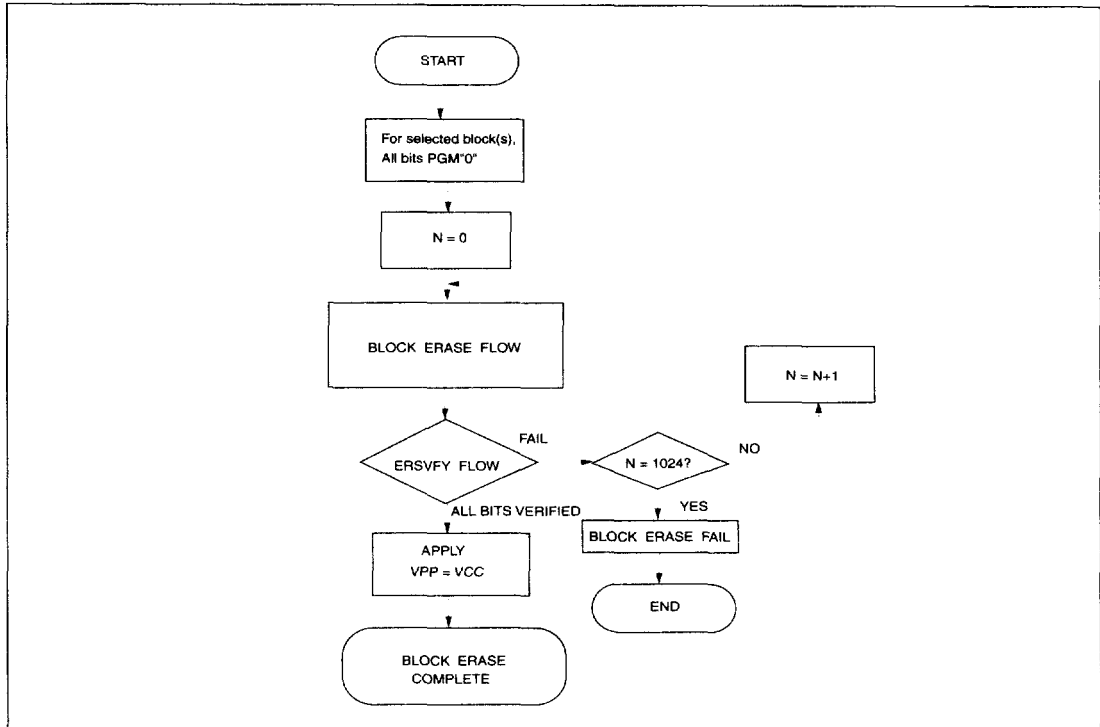 START
For selected block(s),
All bits PGM"0"
N = 0
BLOCK ERASE FLOW
N = N+1
FAIL
ERSVFY FLOW
N = 1024?
NO
ALL BITS VERIFIED
YES
APPLY
VPP = VCC
BLOCK ERASE FAIL
END
BLOCK ERASE
COMPLETE